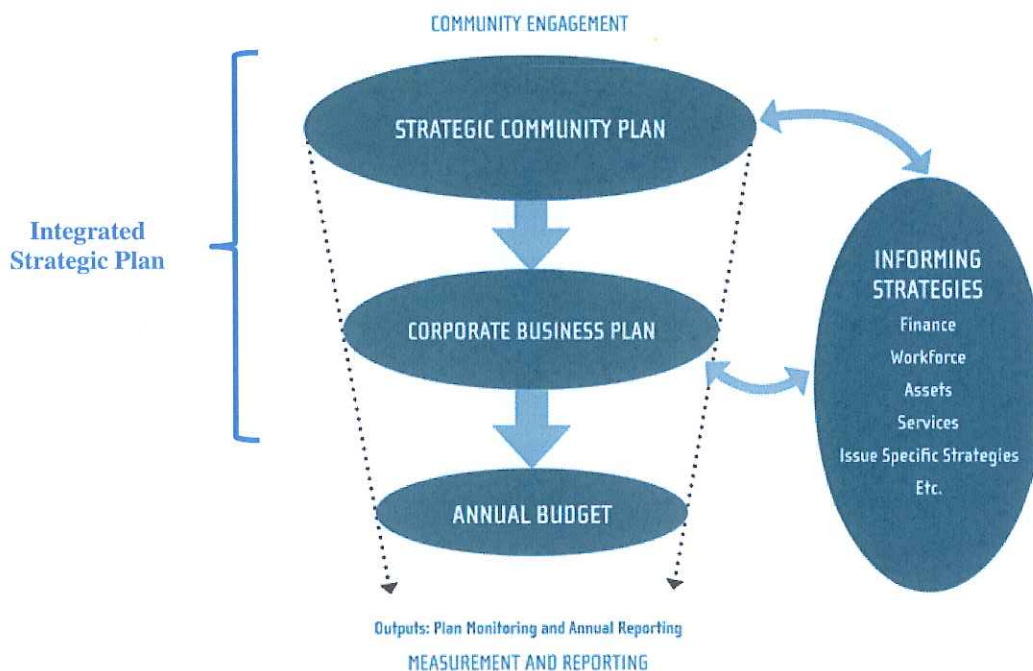 COMMUNITY ENGAGEMENT
STRATEGIC COMMUNITY PLAN
Integrated
Strategic Plan
CORPORATE BUSINESS PLAN
ANNUAL BUDGET
INFORMING
STRATEGIES
Finance
Workforce
Assets
Services
Issue Specific Strategies
Etc.
Outputs: Plan Monitoring and Annual Reporting
MEASUREMENT AND REPORTING